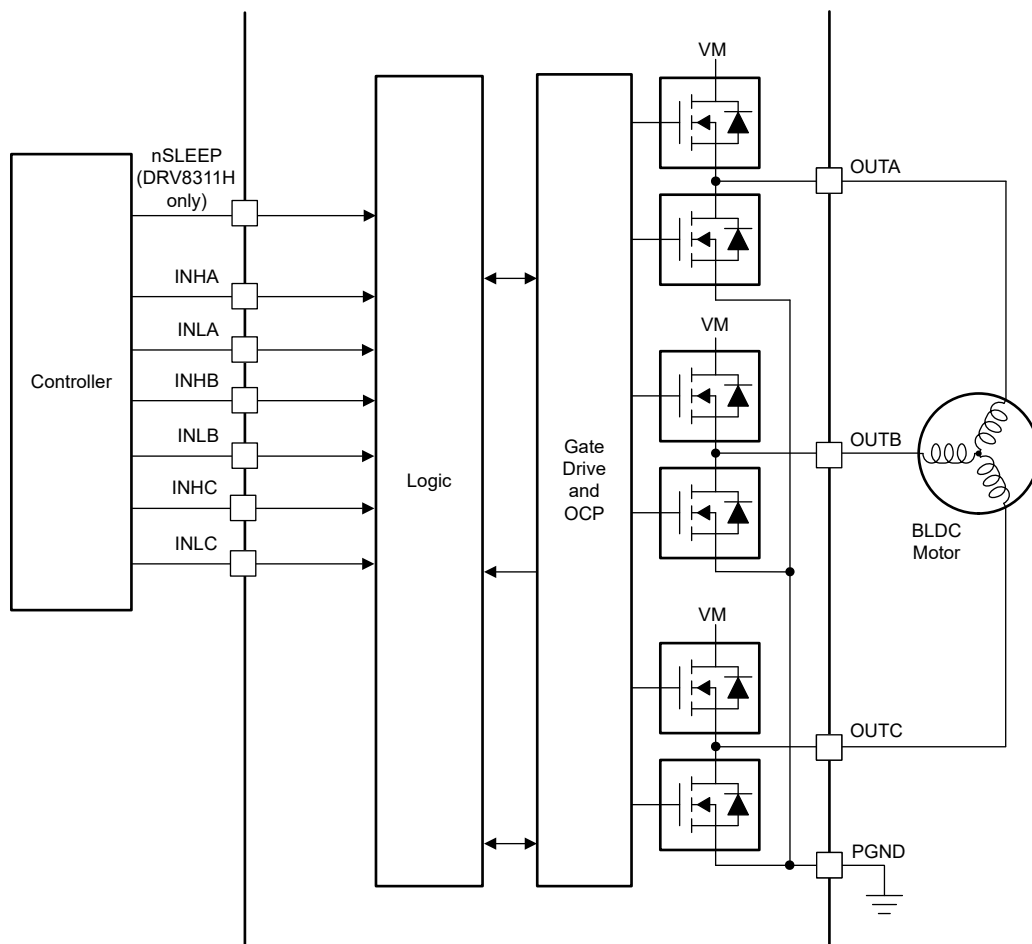 VM
nSLEEP
(DRV8311H
only)
OUTA
INHA
INLA
VM
Controller
INHB
OUTB
INLB
Logic
Gate
Drive
and
OCP
INHC
BLDC
Motor
INLC
VM
OUTC
PGND